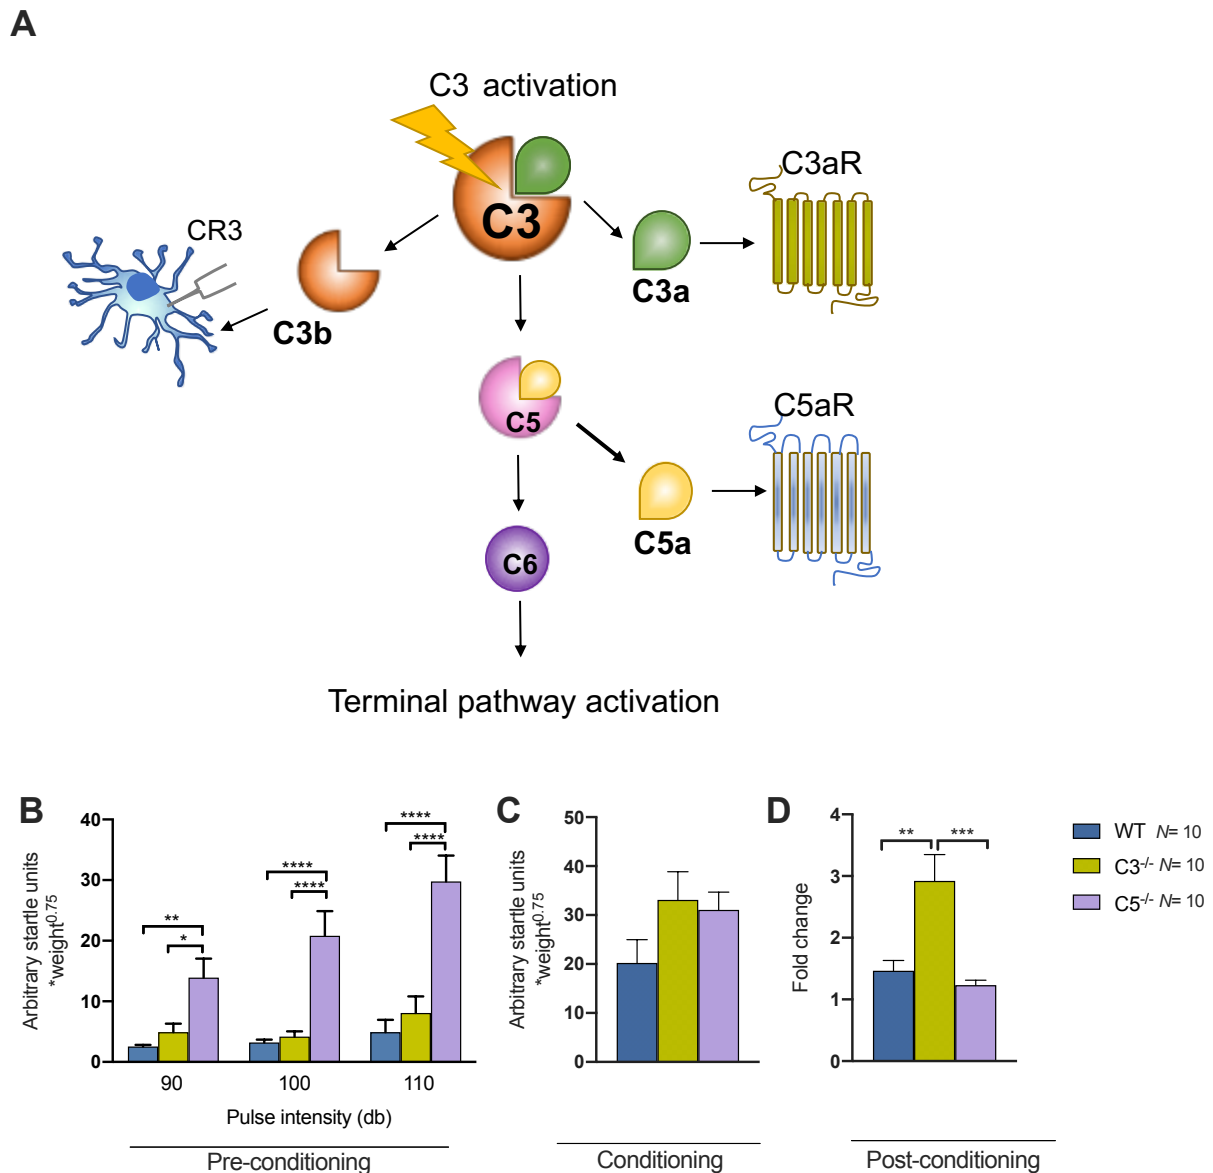 A
C3 activation
C3
C3aR
CR3
C3a
C3b
C5
C5aR
C5a
C6
Terminal pathway activation
B
Arbitrary startle units
*weight0.75
40
30
20
10
0
**
*
****
****
****
****
90
100
110
Pulse intensity (db)
Pre-conditioning
C
Arbitrary startle units
*weight0.75
50
40
30
20
10
0
Conditioning
D
Fold change
4
3
2
1
0
**
***
Post-conditioning
WT N= 10
C3-/- N= 10
C5-/- N= 10